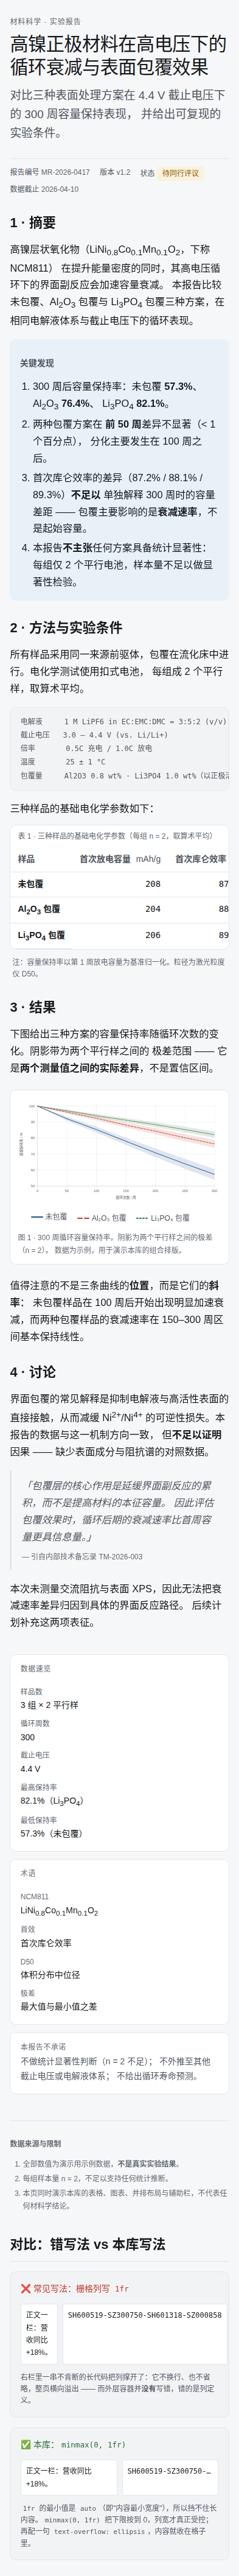 材料科学 · 实验报告
高镍正极材料在高电压下的
循环衰减与表面包覆效果
对比三种表面处理方案在 4.4 V 截止电压下
的 300 周容量保持表现， 并给出可复现的
实验条件。
报告编号 MR-2026-0417 版本 v1.2 状态 待同行评议
数据截止 2026-04-10
1 · 摘要
高镍层状氧化物（LiNi0.8Co0.1Mn0.1O2，下称
NCM811） 在提升能量密度的同时，其高电压循
环下的界面副反应会加速容量衰减。 本报告比较
未包覆、Al2O3 包覆与 Li3PO4 包覆三种方案，在
相同电解液体系与截止电压下的循环表现。
关键发现
1. 300 周后容量保持率：未包覆 57.3%、
Al2O3 76.4%、 Li3PO4 82.1%。
2. 两种包覆方案在 前 50 周差异不显著（< 1
个百分点）， 分化主要发生在 100 周之
后。
3. 首次库仑效率的差异（87.2% / 88.1% /
89.3%）不足以 单独解释 300 周时的容量
差距 —— 包覆主要影响的是衰减速率，不
是起始容量。
4. 本报告不主张任何方案具备统计显著性：
每组仅 2 个平行电池，样本量不足以做显
著性检验。
2 · 方法与实验条件
所有样品采用同一来源前驱体，包覆在流化床中进
行。电化学测试使用扣式电池， 每组成 2 个平行
样，取算术平均。
电解液 1 M LiPF6 in EC:EMC:DMC = 3:5:2 (v/v)
截止电压 3.0 – 4.4 V (vs. Li/Li+)
倍率 0.5C 充电 / 1.0C 放电
温度 25 ± 1 °C
包覆量 Al2O3 0.8 wt% · Li3PO4 1.0 wt%（以正极活
三种样品的基础电化学参数如下：
表 1 · 三种样品的基础电化学参数（每组 n = 2，取算术平均）
样品 首次放电容量 mAh/g 首次库仑效率
未包覆 208 87
Al2O3 包覆 204 88
Li3PO4 包覆 206 89
注：容量保持率以第 1 周放电容量为基准归一化。粒径为激光粒度
仪 D50。
3 · 结果
下图给出三种方案的容量保持率随循环次数的变
化。阴影带为两个平行样之间的 极差范围 —— 它
是两个测量值之间的实际差异，不是置信区间。
未包覆 Al2O3 包覆 Li3PO4 包覆
图 1 · 300 周循环容量保持率。阴影为两个平行样之间的极差
（n = 2）。 数据为示例，用于演示本库的组合排版。
值得注意的不是三条曲线的位置，而是它们的斜
率： 未包覆样品在 100 周后开始出现明显加速衰
减，而两种包覆样品的衰减速率在 150–300 周区
间基本保持线性。
4 · 讨论
界面包覆的常见解释是抑制电解液与高活性表面的
直接接触，从而减缓 Ni2+/Ni4+ 的可逆性损失。本
报告的数据与这一机制方向一致， 但不足以证明
因果 —— 缺少表面成分与阻抗谱的对照数据。
「包覆层的核心作用是延缓界面副反应的累
积，而不是提高材料的本征容量。 因此评估
包覆效果时，循环后期的衰减速率比首周容
量更具信息量。」
— 引自内部技术备忘录 TM-2026-003
本次未测量交流阻抗与表面 XPS，因此无法把衰
减速率差异归因到具体的界面反应路径。 后续计
划补充这两项表征。
数据速览
样品数
3 组 × 2 平行样
循环周数
300
截止电压
4.4 V
最高保持率
82.1%（Li3PO4）
最低保持率
57.3%（未包覆）
术语
NCM811
LiNi0.8Co0.1Mn0.1O2
首效
首次库仑效率
D50
体积分布中位径
极差
最大值与最小值之差
本报告不承诺
不做统计显著性判断（n = 2 不足）； 不外推至其他
截止电压或电解液体系； 不给出循环寿命预测。
数据来源与限制
1. 全部数值为演示用示例数据，不是真实实验结果。
2. 每组样本量 n = 2，不足以支持任何统计推断。
3. 本页同时演示本库的表格、图表、并排布局与辅助栏，不代表任
何材料学结论。
对比：错写法 vs 本库写法
❌ 常见写法：栅格列写 1fr
正文一
栏：营
收同比
+18%。
SH600519-SZ300750-SH601318-SZ000858
右栏里一串不肯断的长代码把列撑开了：它不换行、也不省
略，整页横向溢出 —— 而外层容器并没有写错，错的是列定
义。
✅ 本库： minmax(0, 1fr)
正文一栏：营收同比
+18%。
SH600519-SZ300750-…
1fr 的最小值是 auto（即"内容最小宽度"），所以挡不住长
内容。 minmax(0, 1fr) 把下限按到 0，列宽才真正受控；
再配一句 text-overflow: ellipsis ，内容就收在格子
里。